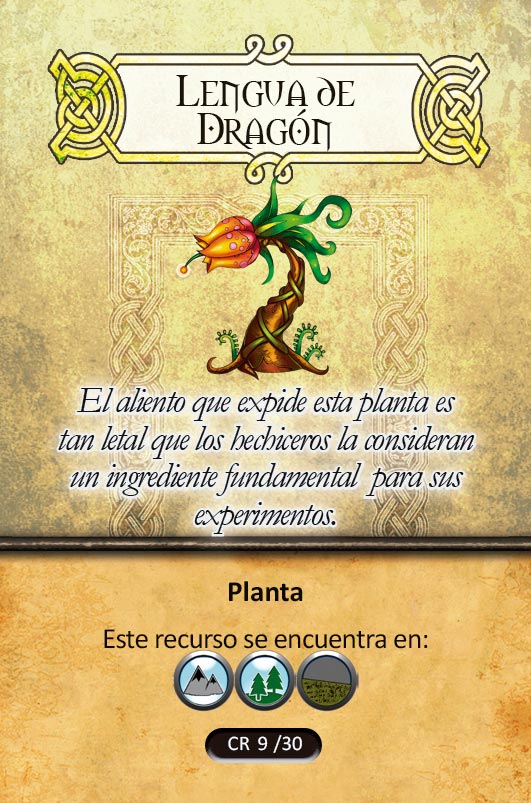 Lengua de
Dragón
El aliento que expide esta planta es
tan letal que los hechiceros la consideran
un ingrediente fundamental para sus
experimentos.
Planta
Este recurso se encuentra en:
CR 9 /30